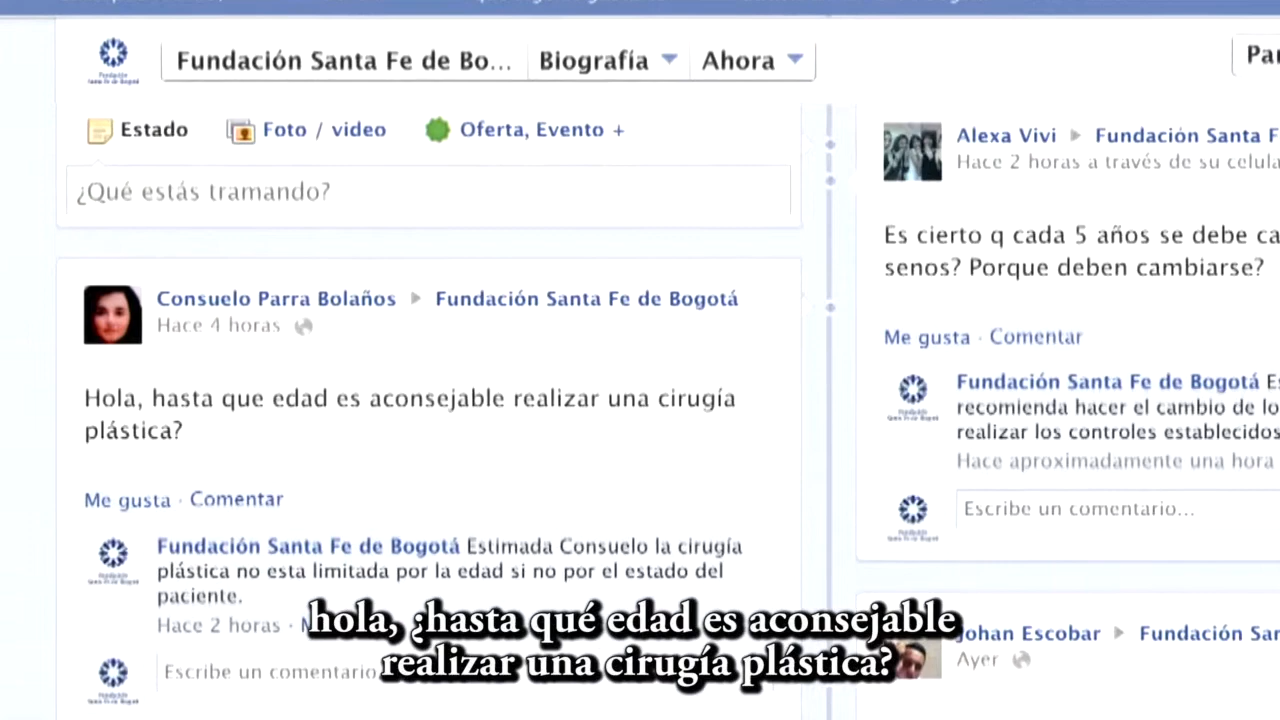 Fundación Santa Fe de Bo...
Biografía
Ahora
Estado
Foto / video
Oferta, Evento +
¿Qué estás tramando?
Consuelo Parra Bolaños
Fundación Santa Fe de Bogotá
Hace 4 horas
Hola, hasta que edad es aconsejable realizar una cirugía
plástica?
Me gusta · Comentar
Fundación Santa Fe de Bogotá Estimada Consuelo la cirugía
plástica no esta limitada por la edad si no por el estado del
paciente.
Hace 2 horas ·
Escribe un comentario
Alexa Vivi
Fundación Santa F
Hace 2 horas a través de su celula
Es cierto q cada 5 años se debe ca
senos? Porque deben cambiarse?
Me gusta · Comentar
Fundación Santa Fe de Bogotá Es
recomienda hacer el cambio de lo
realizar los controles establecidos
Hace aproximadamente una hora
Escribe un comentario...
Johan Escobar
Fundación Sar
Ayer
hola, ¿hasta qué edad es aconsejable
realizar una cirugía plástica?